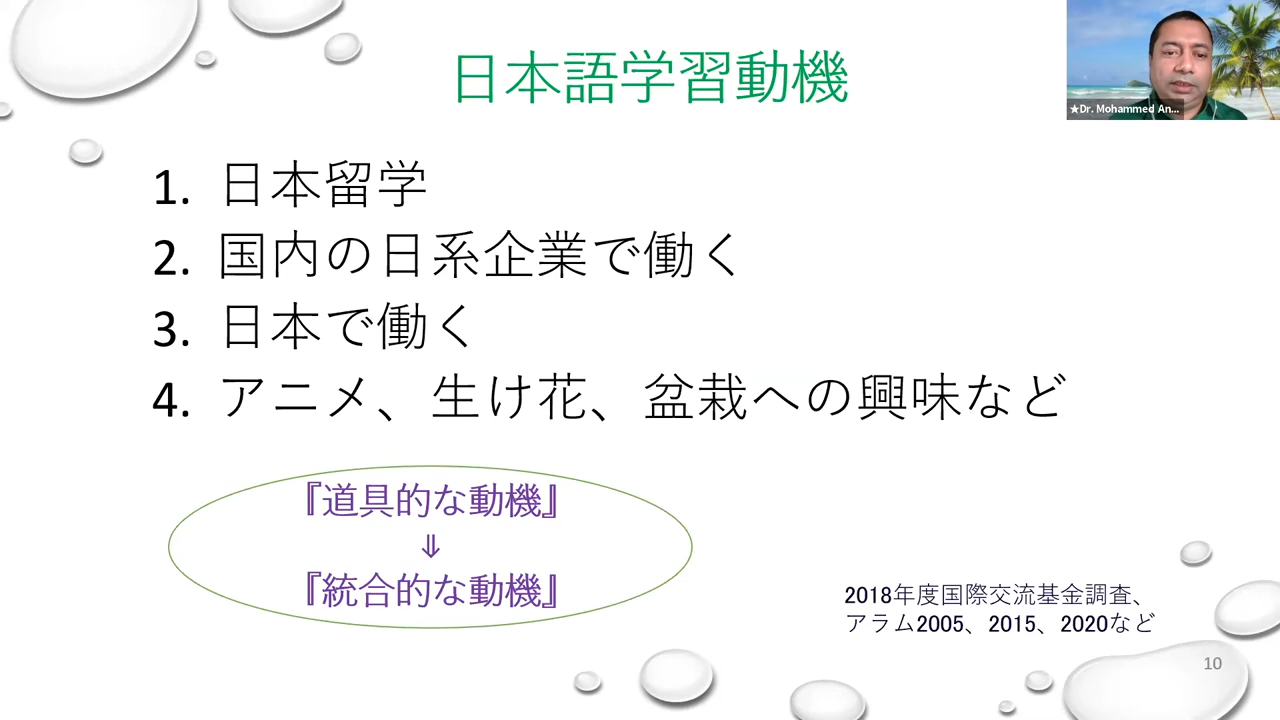 日本語学習動機
★Dr. Mohammed An...
1. 日本留学
2. 国内の日系企業で働く
3. 日本で働く
4. アニメ、生け花、盆栽への興味など
『道具的な動機』
⇓
『統合的な動機』
2018年度国際交流基金調査、
アラム2005、2015、2020など
10